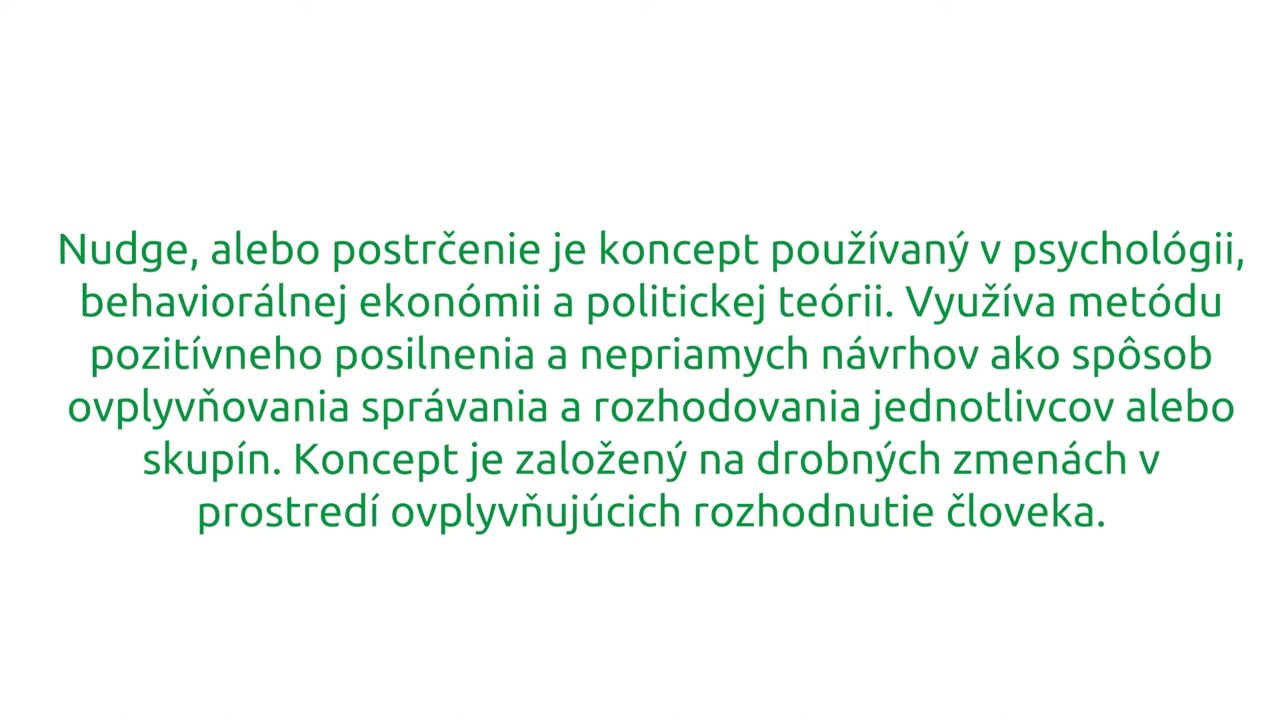 Nudge, alebo postrčenie je koncept používaný v psychológii,
behaviorálnej ekonómii a politickej teórii. Využíva metódu
pozitívneho posilnenia a nepriamych návrhov ako spôsob
ovplyvňovania správania a rozhodovania jednotlivcov alebo
skupín. Koncept je založený na drobných zmenách v
prostredí ovplyvňujúcich rozhodnutie človeka.